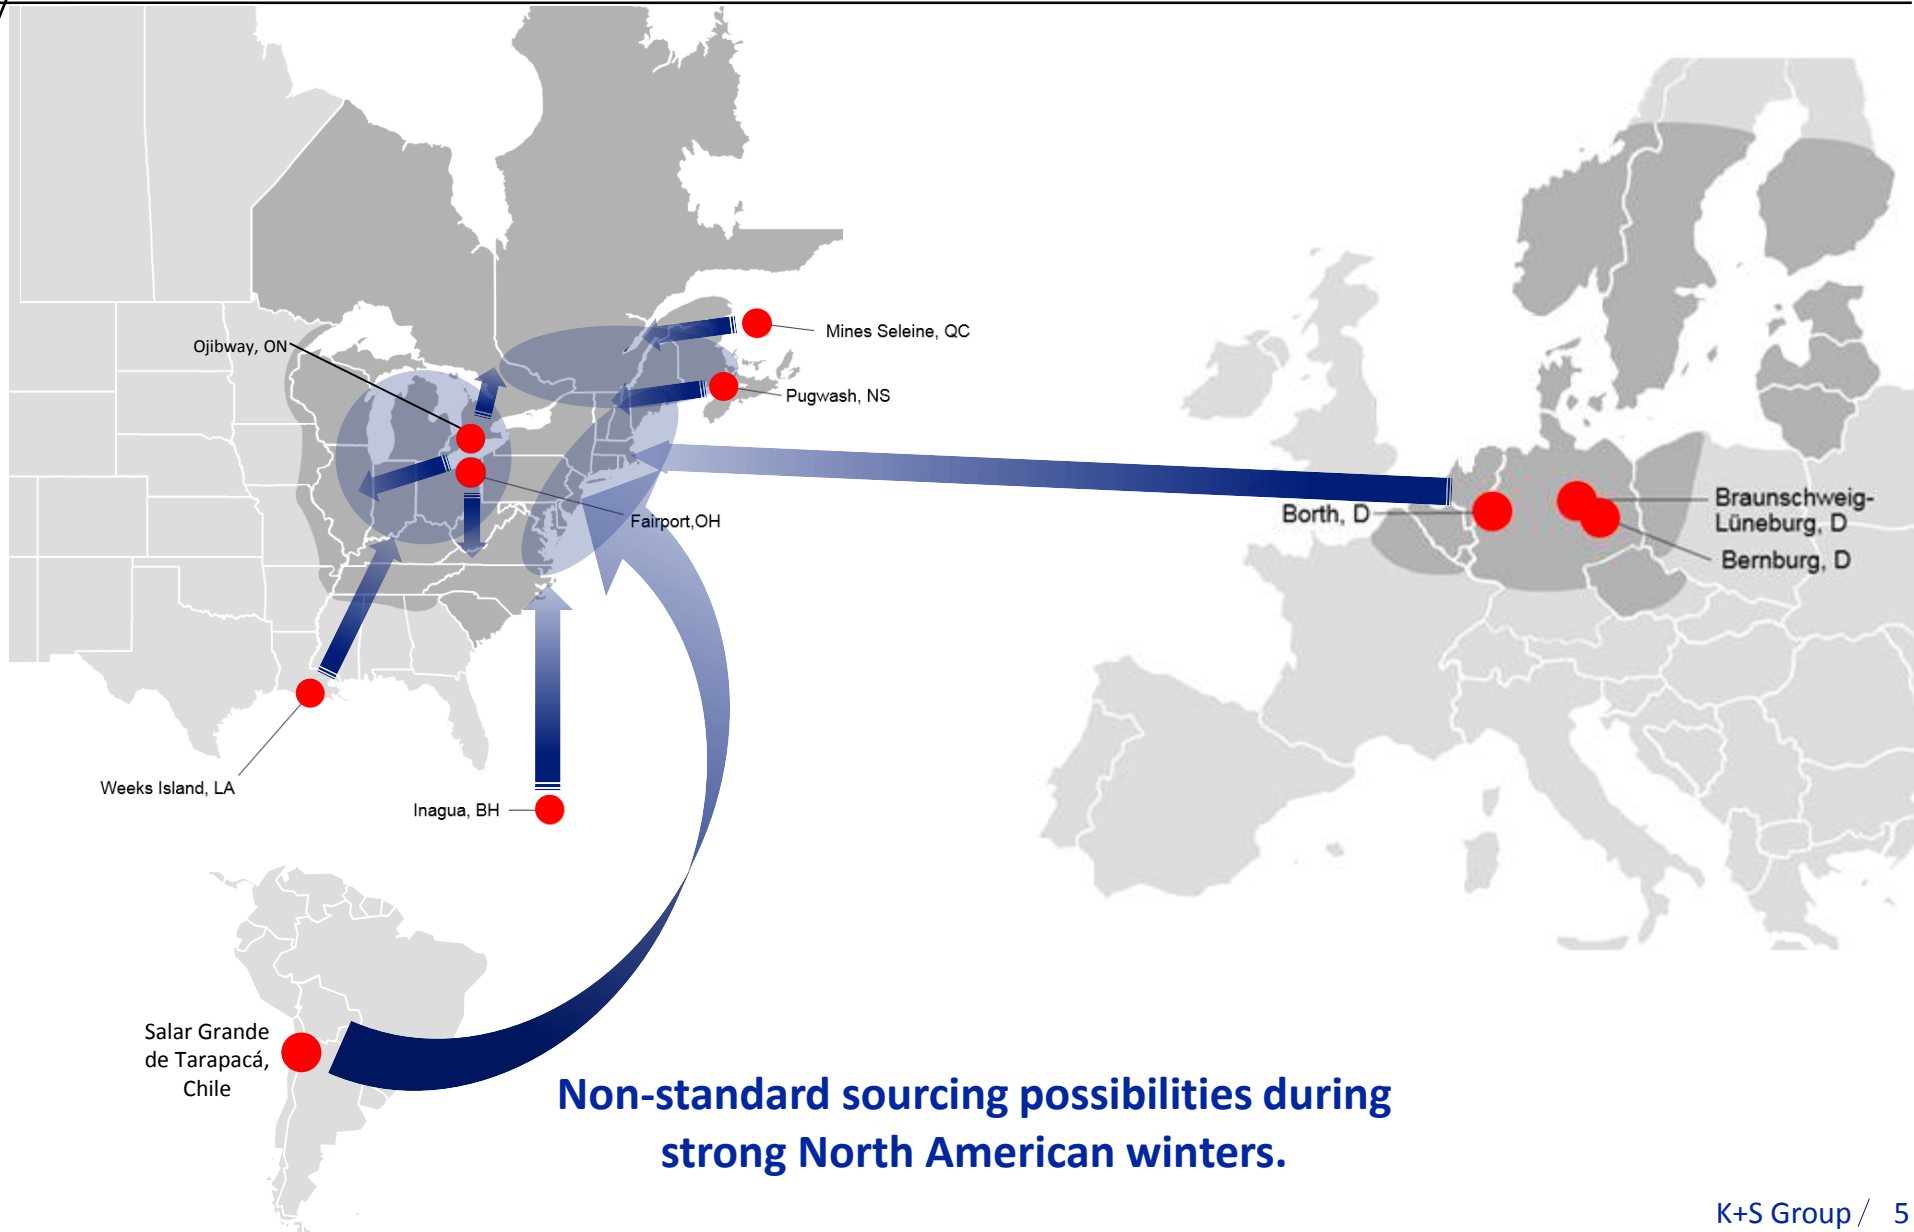 Ojibway, ON
Mines Seleine, QC
Pugwash, NS
Fairport,OH
Borth, D
Braunschweig-
Lüneburg, D
Bernburg, D
Weeks Island, LA
Inagua, BH
Salar Grande
de Tarapacá,
Chile
Non-standard sourcing possibilities during
strong North American winters.
K+S Group / 5